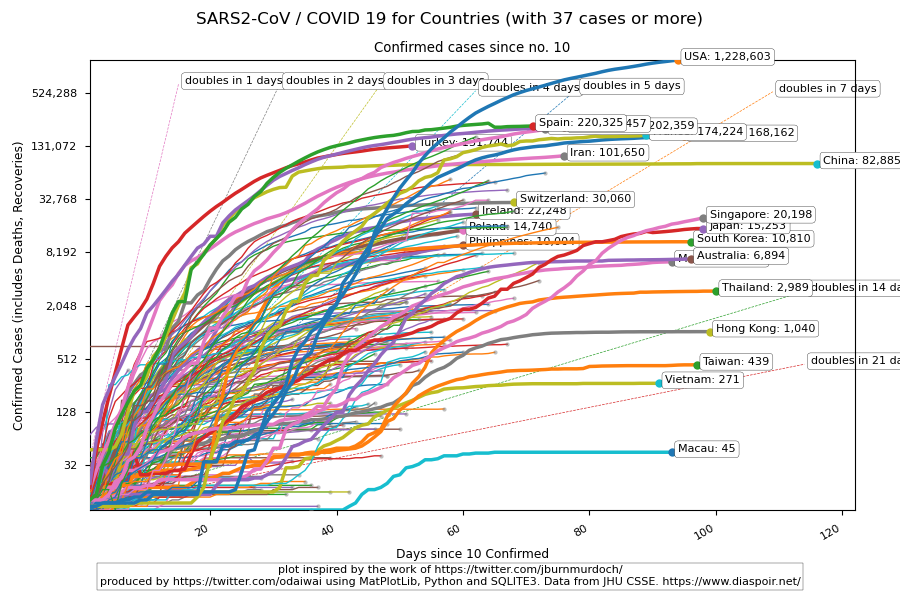 SARS2-CoV / COVID 19 for Countries (with 37 cases or more)
Confirmed cases since no. 10
USA: 1,228,603
doubles in 1 days
doubles in 2 days
doubles in 3 days
doubles in 4 days
doubles in 5 days
doubles in 7 days
524,288
Spain: 220,325
457
202,359
174,224
168,162
131,072
Turkey: 131,744
Iran: 101,650
China: 82,885
32,768
Switzerland: 30,060
Ireland: 22,248
Singapore: 20,198
Japan: 15,253
Poland: 14,740
South Korea: 10,810
Philippines: 10,004
8,192
Australia: 6,894
Thailand: 2,989
doubles in 14 da
2,048
Hong Kong: 1,040
512
Taiwan: 439
doubles in 21 da
Vietnam: 271
128
Macau: 45
32
Confirmed Cases (includes Deaths, Recoveries)
20
40
60
80
100
120
Days since 10 Confirmed
plot inspired by the work of https://twitter.com/jburnmurdoch/
produced by https://twitter.com/odaiwai using MatPlotLib, Python and SQLITE3. Data from JHU CSSE. https://www.diaspoir.net/